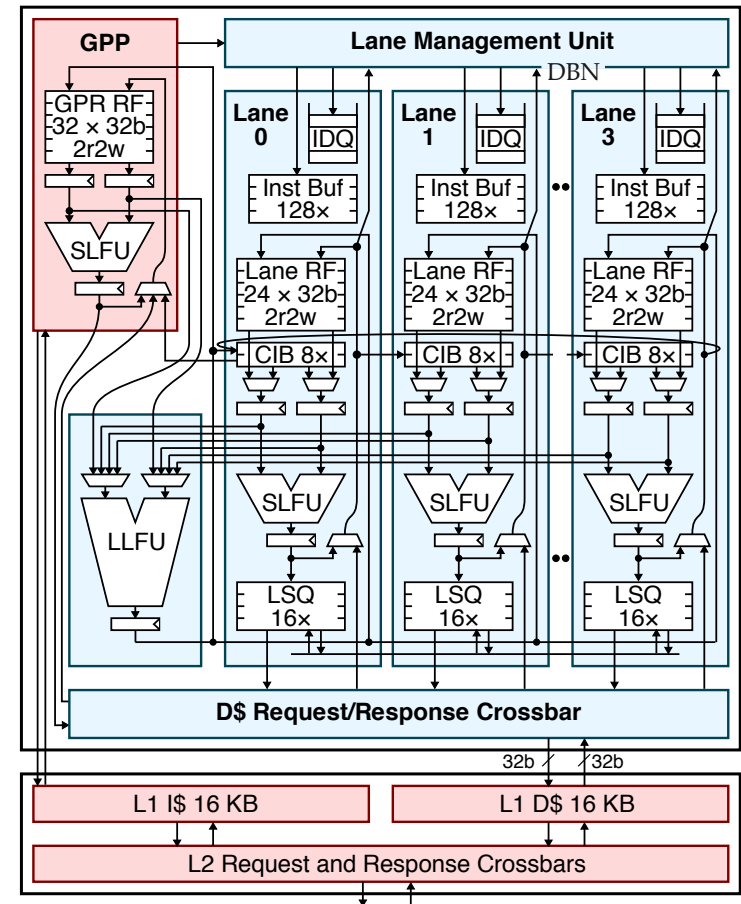 GPP
Lane Management Unit
DBN
GPR RF
32 × 32b
2r2w
SLFU
Lane
0
IDQ
Inst Buf
128×
Lane RF
24 × 32b
2r2w
CIB 8×
SLFU
LSQ
16×
Lane
1
IDQ
Inst Buf
128×
Lane RF
24 × 32b
2r2w
CIB 8×
SLFU
LSQ
16×
Lane
3
IDQ
Inst Buf
128×
Lane RF
24 × 32b
2r2w
CIB 8×
SLFU
LSQ
16×
LLFU
D$ Request/Response Crossbar
32b
32b
L1 I$ 16 KB
L1 D$ 16 KB
L2 Request and Response Crossbars